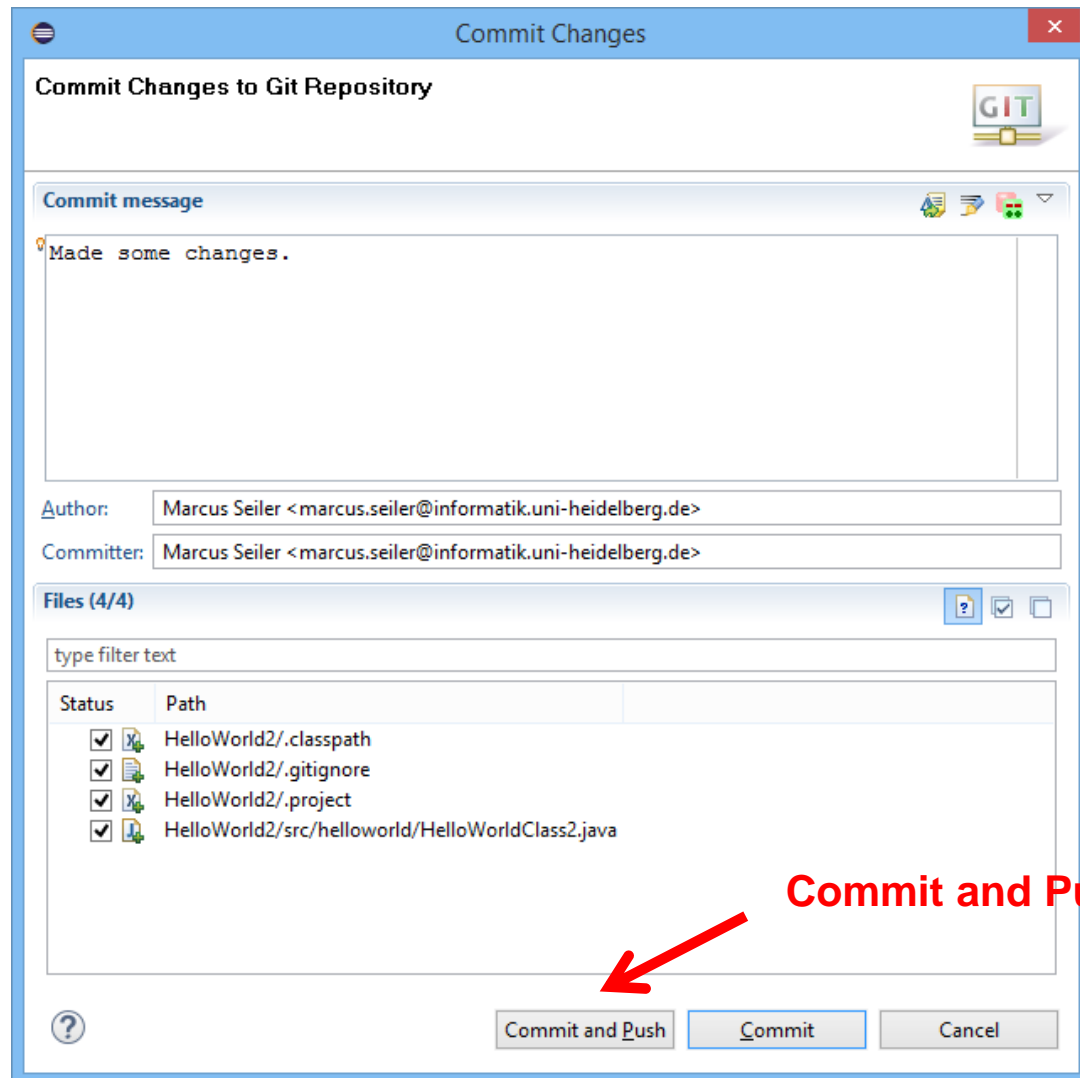 Commit Changes
Commit Changes to Git Repository
GIT
Commit message
Made some changes.
Author: Marcus Seiler <marcus.seiler@informatik.uni-heidelberg.de>
Committer: Marcus Seiler <marcus.seiler@informatik.uni-heidelberg.de>
Files (4/4)
type filter text
Status Path
HelloWorld2/.classpath
HelloWorld2/.gitignore
HelloWorld2/.project
HelloWorld2/src/helloworld/HelloWorldClass2.java
Commit and
Commit and Push Commit Cancel